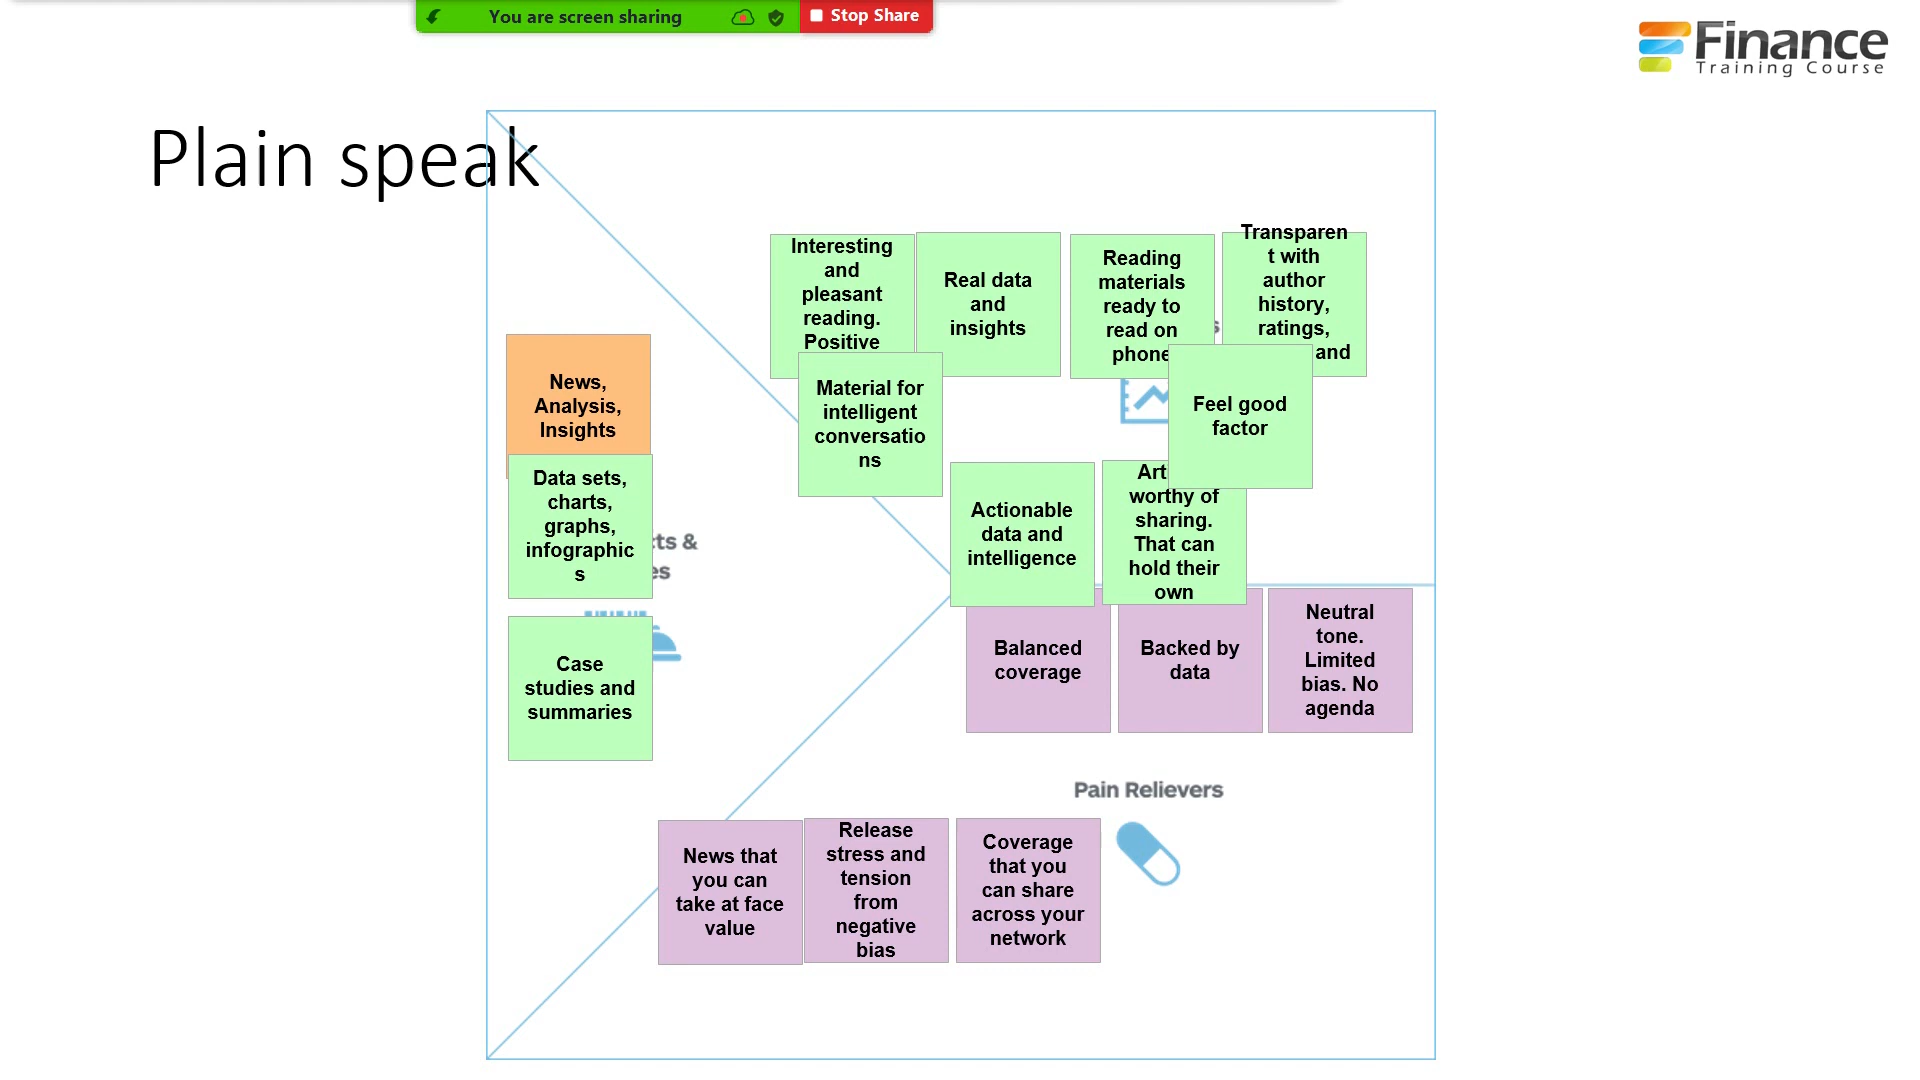 You are screen sharing
Stop Share
Finance
Training Course
Plain speak
Interesting
and
pleasant
reading.
Positive
Real data
and
insights
Reading
materials
ready to
read on
phone
Transparen
t with
author
history,
ratings,
and
s
Material for
intelligent
conversatio
ns
Feel good
factor
News,
Analysis,
Insights
Data sets,
charts,
graphs,
infographic
s
cts &
es
Case
studies and
summaries
Actionable
data and
intelligence
Art
worthy of
sharing.
That can
hold their
own
Balanced
coverage
Backed by
data
Neutral
tone.
Limited
bias. No
agenda
Pain Relievers
News that
you can
take at face
value
Release
stress and
tension
from
negative
bias
Coverage
that you
can share
across your
network